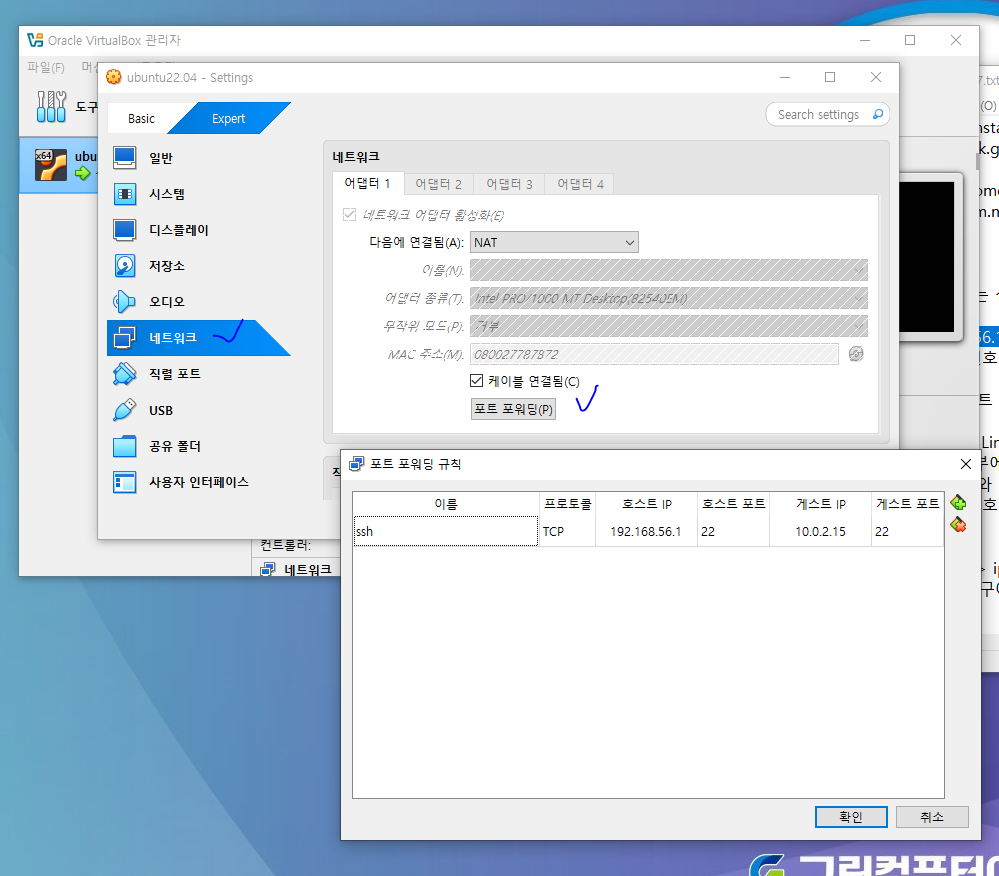 Oracle VirtualBox 관리자
파일(F)
도구
ubuntu22.04 - Settings
Basic
Expert
Search settings
일반
시스템
디스플레이
저장소
오디오
네트워크
직렬 포트
USB
공유 폴더
사용자 인터페이스
네트워크
어댑터 1
어댑터 2
어댑터 3
어댑터 4
네트워크 어댑터 활성화(E)
다음에 연결됨(A):
NAT
이름(N):
어댑터 종류(T):
Intel PRO/1000 MT Desktop(82540EM)
무작위 모드(P):
거부
MAC 주소(M):
080027787B72
케이블 연결됨(C)
포트 포워딩(P)
컨트롤러:
네트워크
포트 포워딩 규칙
이름 프로토콜 호스트 IP 호스트 포트 게스트 IP 게스트 포트
ssh TCP 192.168.56.1 22 10.0.2.15 22
확인
취소
x64